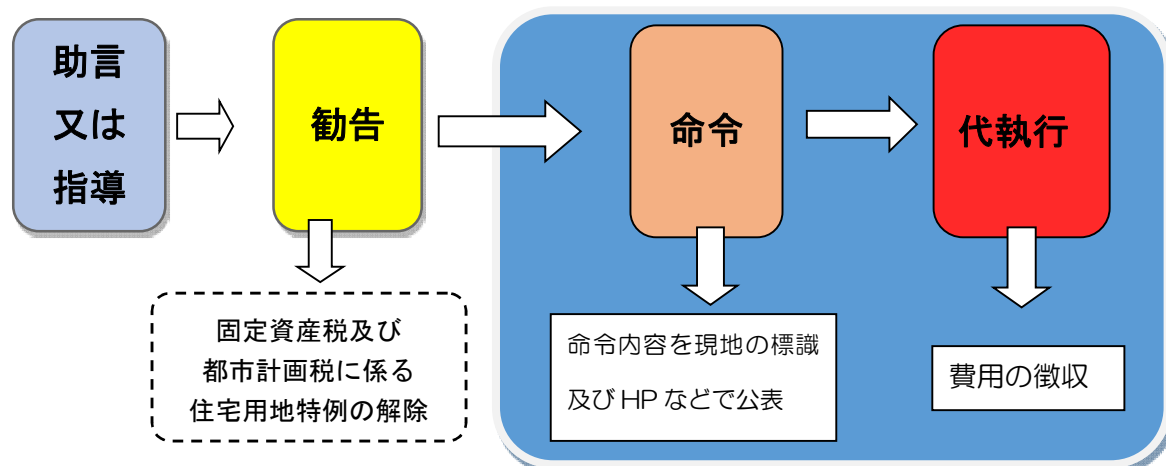 助言
又は
指導
勧告
命令
代執行
固定資産税及び
都市計画税に係る
住宅用地特例の解除
命令内容を現地の標識
及び HP などで公表
費用の徴収